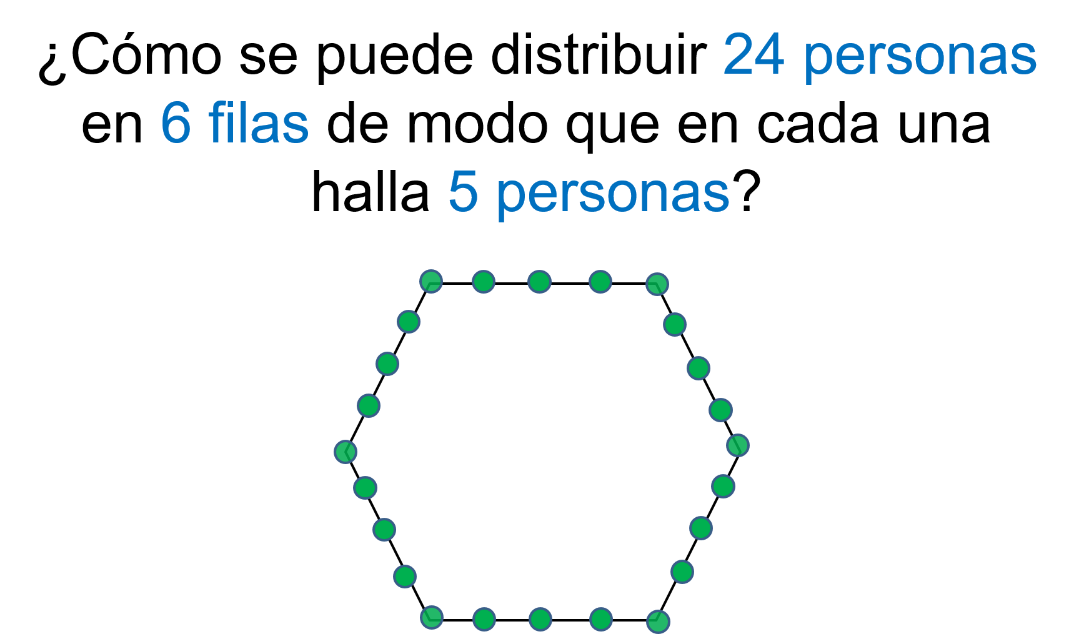 ¿Cómo se puede distribuir 24 personas
en 6 filas de modo que en cada una
halla 5 personas?